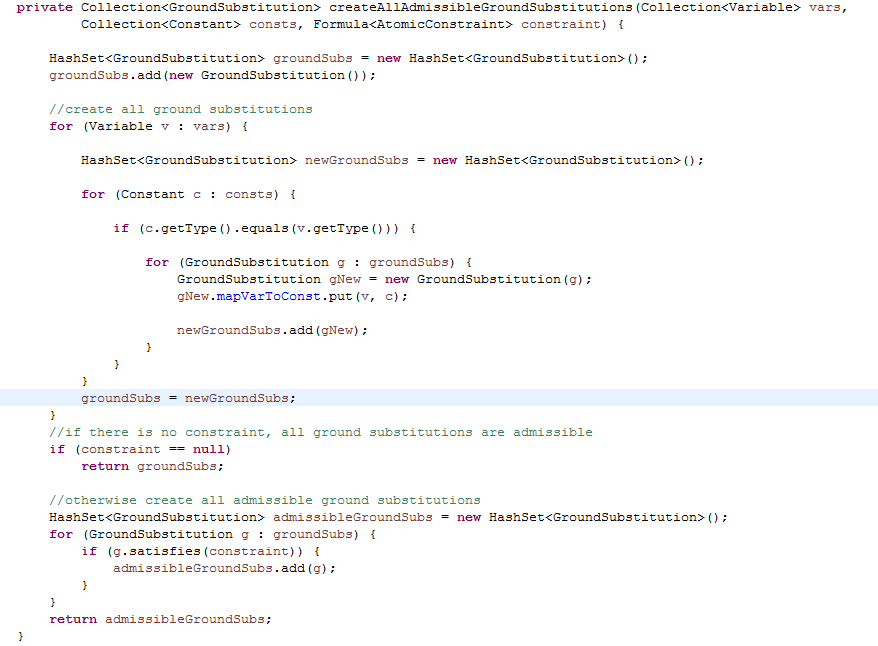 private Collection<GroundSubstitution> createAllAdmissibleGroundSubstitutions(Collection<Variable> vars,
        Collection<Constant> consts, Formula<AtomicConstraint> constraint) {

    HashSet<GroundSubstitution> groundSubs = new HashSet<GroundSubstitution>();
    groundSubs.add(new GroundSubstitution());

    //create all ground substitutions
    for (Variable v : vars) {

        HashSet<GroundSubstitution> newGroundSubs = new HashSet<GroundSubstitution>();

        for (Constant c : consts) {

            if (c.getType().equals(v.getType())) {

                for (GroundSubstitution g : groundSubs) {
                    GroundSubstitution gNew = new GroundSubstitution(g);
                    gNew.mapVarToConst.put(v, c);

                    newGroundSubs.add(gNew);
                }
            }
        }
        groundSubs = newGroundSubs;
    }
    //if there is no constraint, all ground substitutions are admissible
    if (constraint == null)
        return groundSubs;

    //otherwise create all admissible ground substitutions
    HashSet<GroundSubstitution> admissibleGroundSubs = new HashSet<GroundSubstitution>();
    for (GroundSubstitution g : groundSubs) {
        if (g.satisfies(constraint)) {
            admissibleGroundSubs.add(g);
        }
    }
    return admissibleGroundSubs;
}